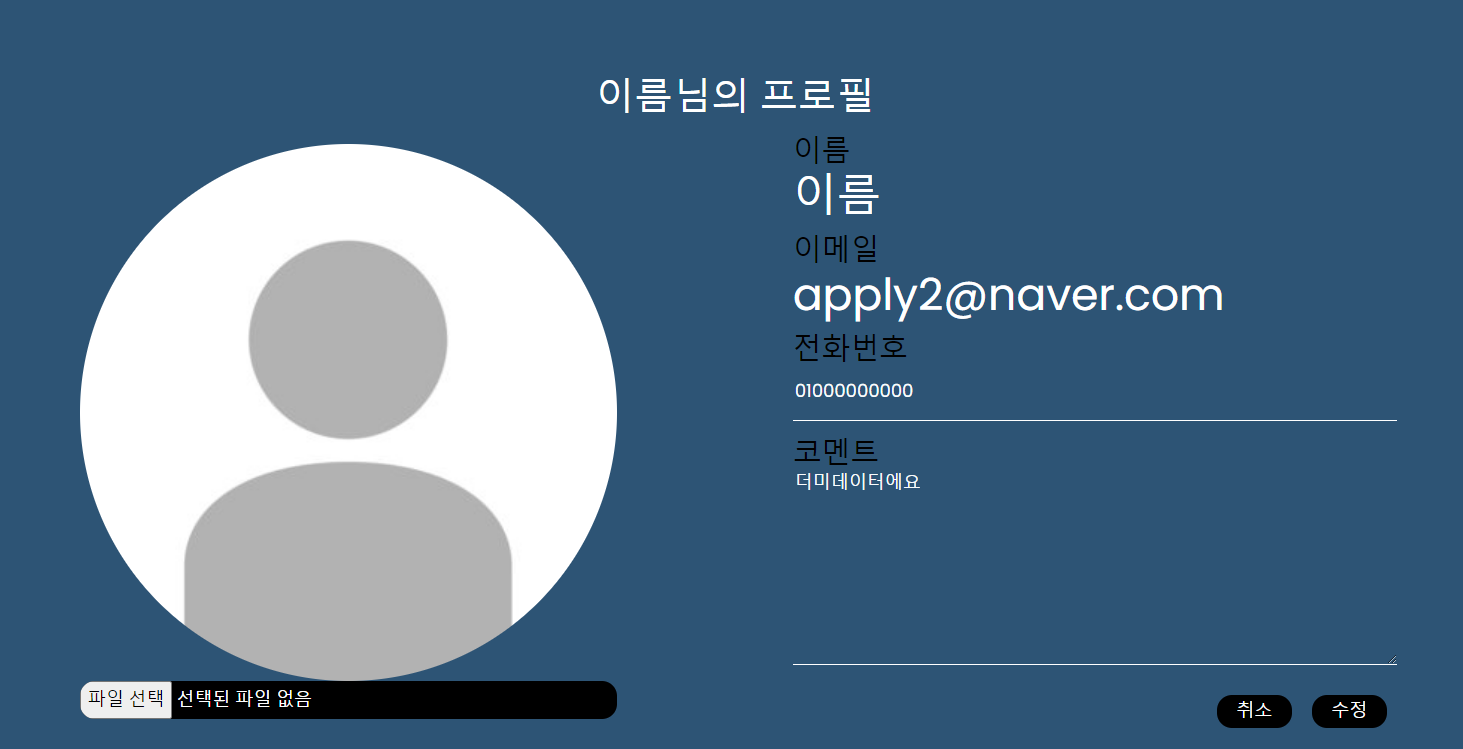 이름님의 프로필
이름
이름
이메일
apply2@naver.com
전화번호
01000000000
코멘트
더미데이터에요
파일 선택 선택된 파일 없음
취소 수정